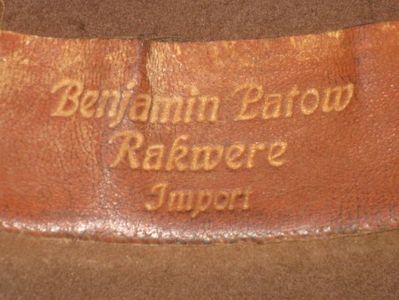 Benjamin Patow
Rakwere
Import